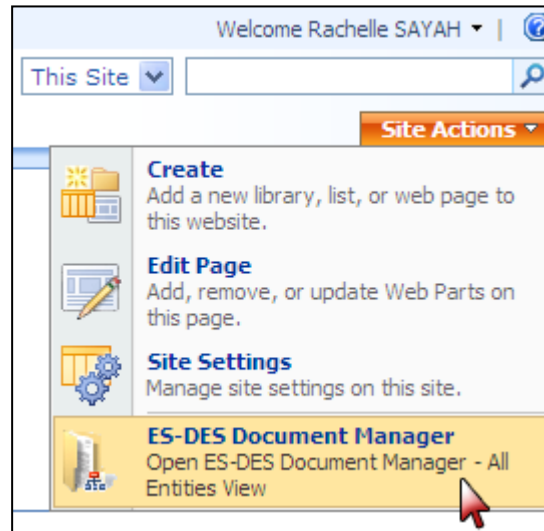 Welcome Rachelle SAYAH
This Site
Site Actions
Create
Add a new library, list, or web page to
this website.
Edit Page
Add, remove, or update Web Parts on
this page.
Site Settings
Manage site settings on this site.
ES-DES Document Manager
Open ES-DES Document Manager - All
Entities View